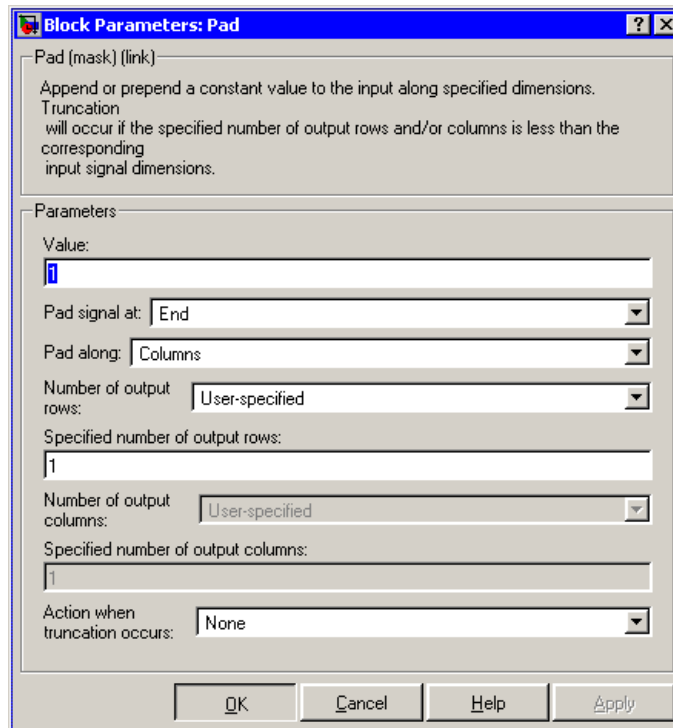 Block Parameters: Pad
Pad (mask) (link)
Append or prepend a constant value to the input along specified dimensions.
Truncation
will occur if the specified number of output rows and/or columns is less than the
corresponding
input signal dimensions.
Parameters
Value:
1
Pad signal at: End
Pad along: Columns
Number of output
rows: User-specified
Specified number of output rows:
1
Number of output
columns: User-specified
Specified number of output columns:
1
Action when
truncation occurs: None
OK Cancel Help Apply